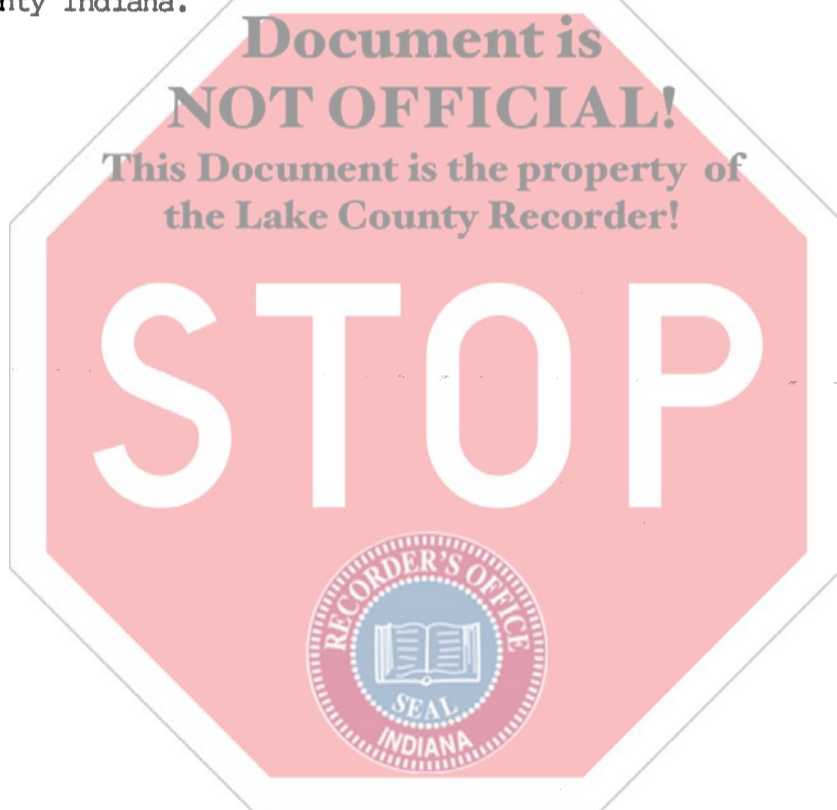 nty Indiana.
Document is
NOT OFFICIAL!
This Document is the property of
the Lake County Recorder!
STOP
RECORDER'S OFFICE
SEAL
INDIANA